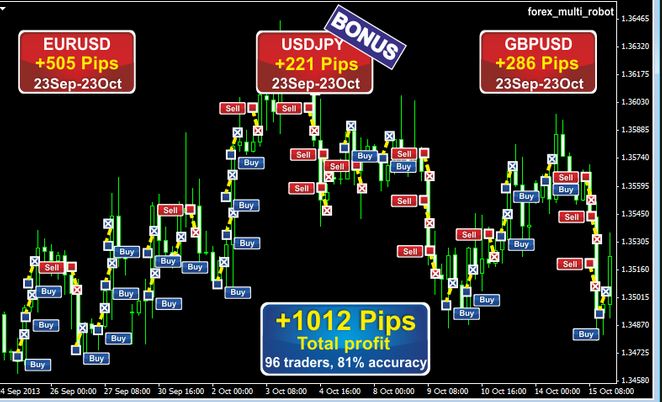 forex_multi_robot
BONUS
EURUSD
+505 Pips
23Sep-23Oct
USDJPY
+221 Pips
23Sep-23Oct
GBPUSD
+286 Pips
23Sep-23Oct
1.36465
1.36320
1.36175
1.36030
1.35885
1.35740
1.35595
1.35450
1.35305
1.35160
1.35015
1.34870
1.34725
1.34580
Sell
Sell
Buy
Sell
Buy
Sell
Buy
Sell
Buy
Sell
Buy
Sell
Sell
Buy
Sell
Sell
Buy
Buy
Buy
Sell
Buy
Buy
Buy
Buy
Sell
Sell
Buy
Sell
Buy
Buy
Buy
Buy
Buy
Buy
Buy
Buy
Buy
+1012 Pips
Total profit
96 traders, 81% accuracy
4 Sep 2013 26 Sep 00:00 27 Sep 08:00 30 Sep 16:00 2 Oct 00:00 3 Oct 08:00 4 Oct 16:00 8 Oct 00:00 9 Oct 08:00 10 Oct 16:00 14 Oct 00:00 15 Oct 08:00